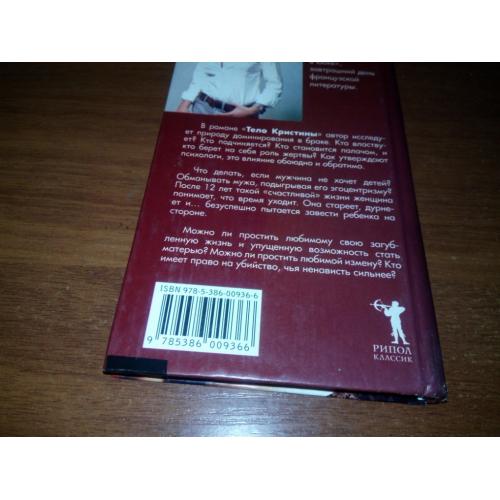 завтрашний день
французской
литературы.
В романе «Тело Кристины» автор исследу-
ет природу доминирования в браке. Кто властву-
ет? Кто подчиняется? Кто становится палачом, и
кто берет на себя роль жертвы? Как утверждают
психологи, это влияние обоюдно и обратимо.
Что делать, если мужчина не хочет детей?
Обманывать мужа, подыгрывая его эгоцентризму?
После 12 лет такой «счастливой» жизни женщина
понимает, что время уходит. Она стареет, дурне-
ет и... безуспешно пытается завести ребенка на
стороне.
Можно ли простить любимому свою загуб-
ленную жизнь и упущенную возможность стать
матерью? Можно ли простить любимой измену? Кто
имеет право на убийство, чья ненависть сильнее?
ISBN 978-5-386-00936-6
9 785386 009366
РИПОЛ
КЛАССИК